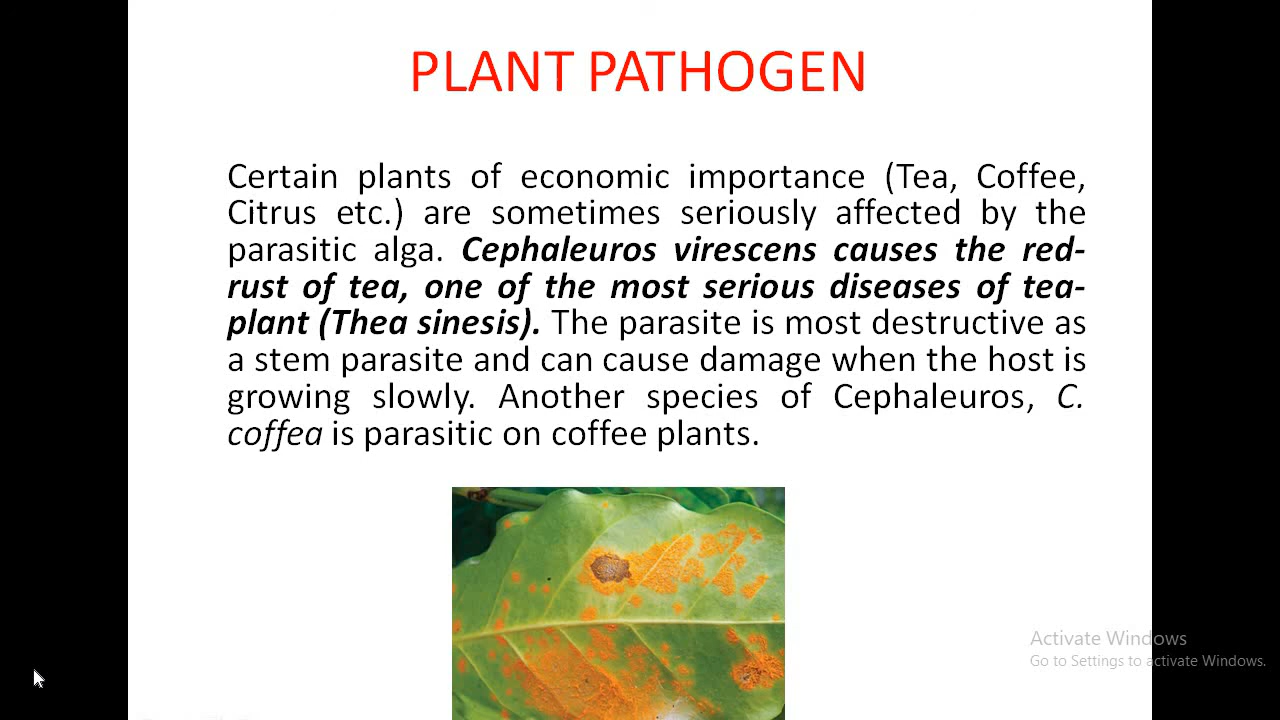 PLANT PATHOGEN
Certain plants of economic importance (Tea, Coffee,
Citrus etc.) are sometimes seriously affected by the
parasitic alga. Cephaleuros virescens causes the red-
rust of tea, one of the most serious diseases of tea-
plant (Thea sinesis). The parasite is most destructive as
a stem parasite and can cause damage when the host is
growing slowly. Another species of Cephaleuros, C.
coffea is parasitic on coffee plants.
Activate Windows
Go to Settings to activate Windows.